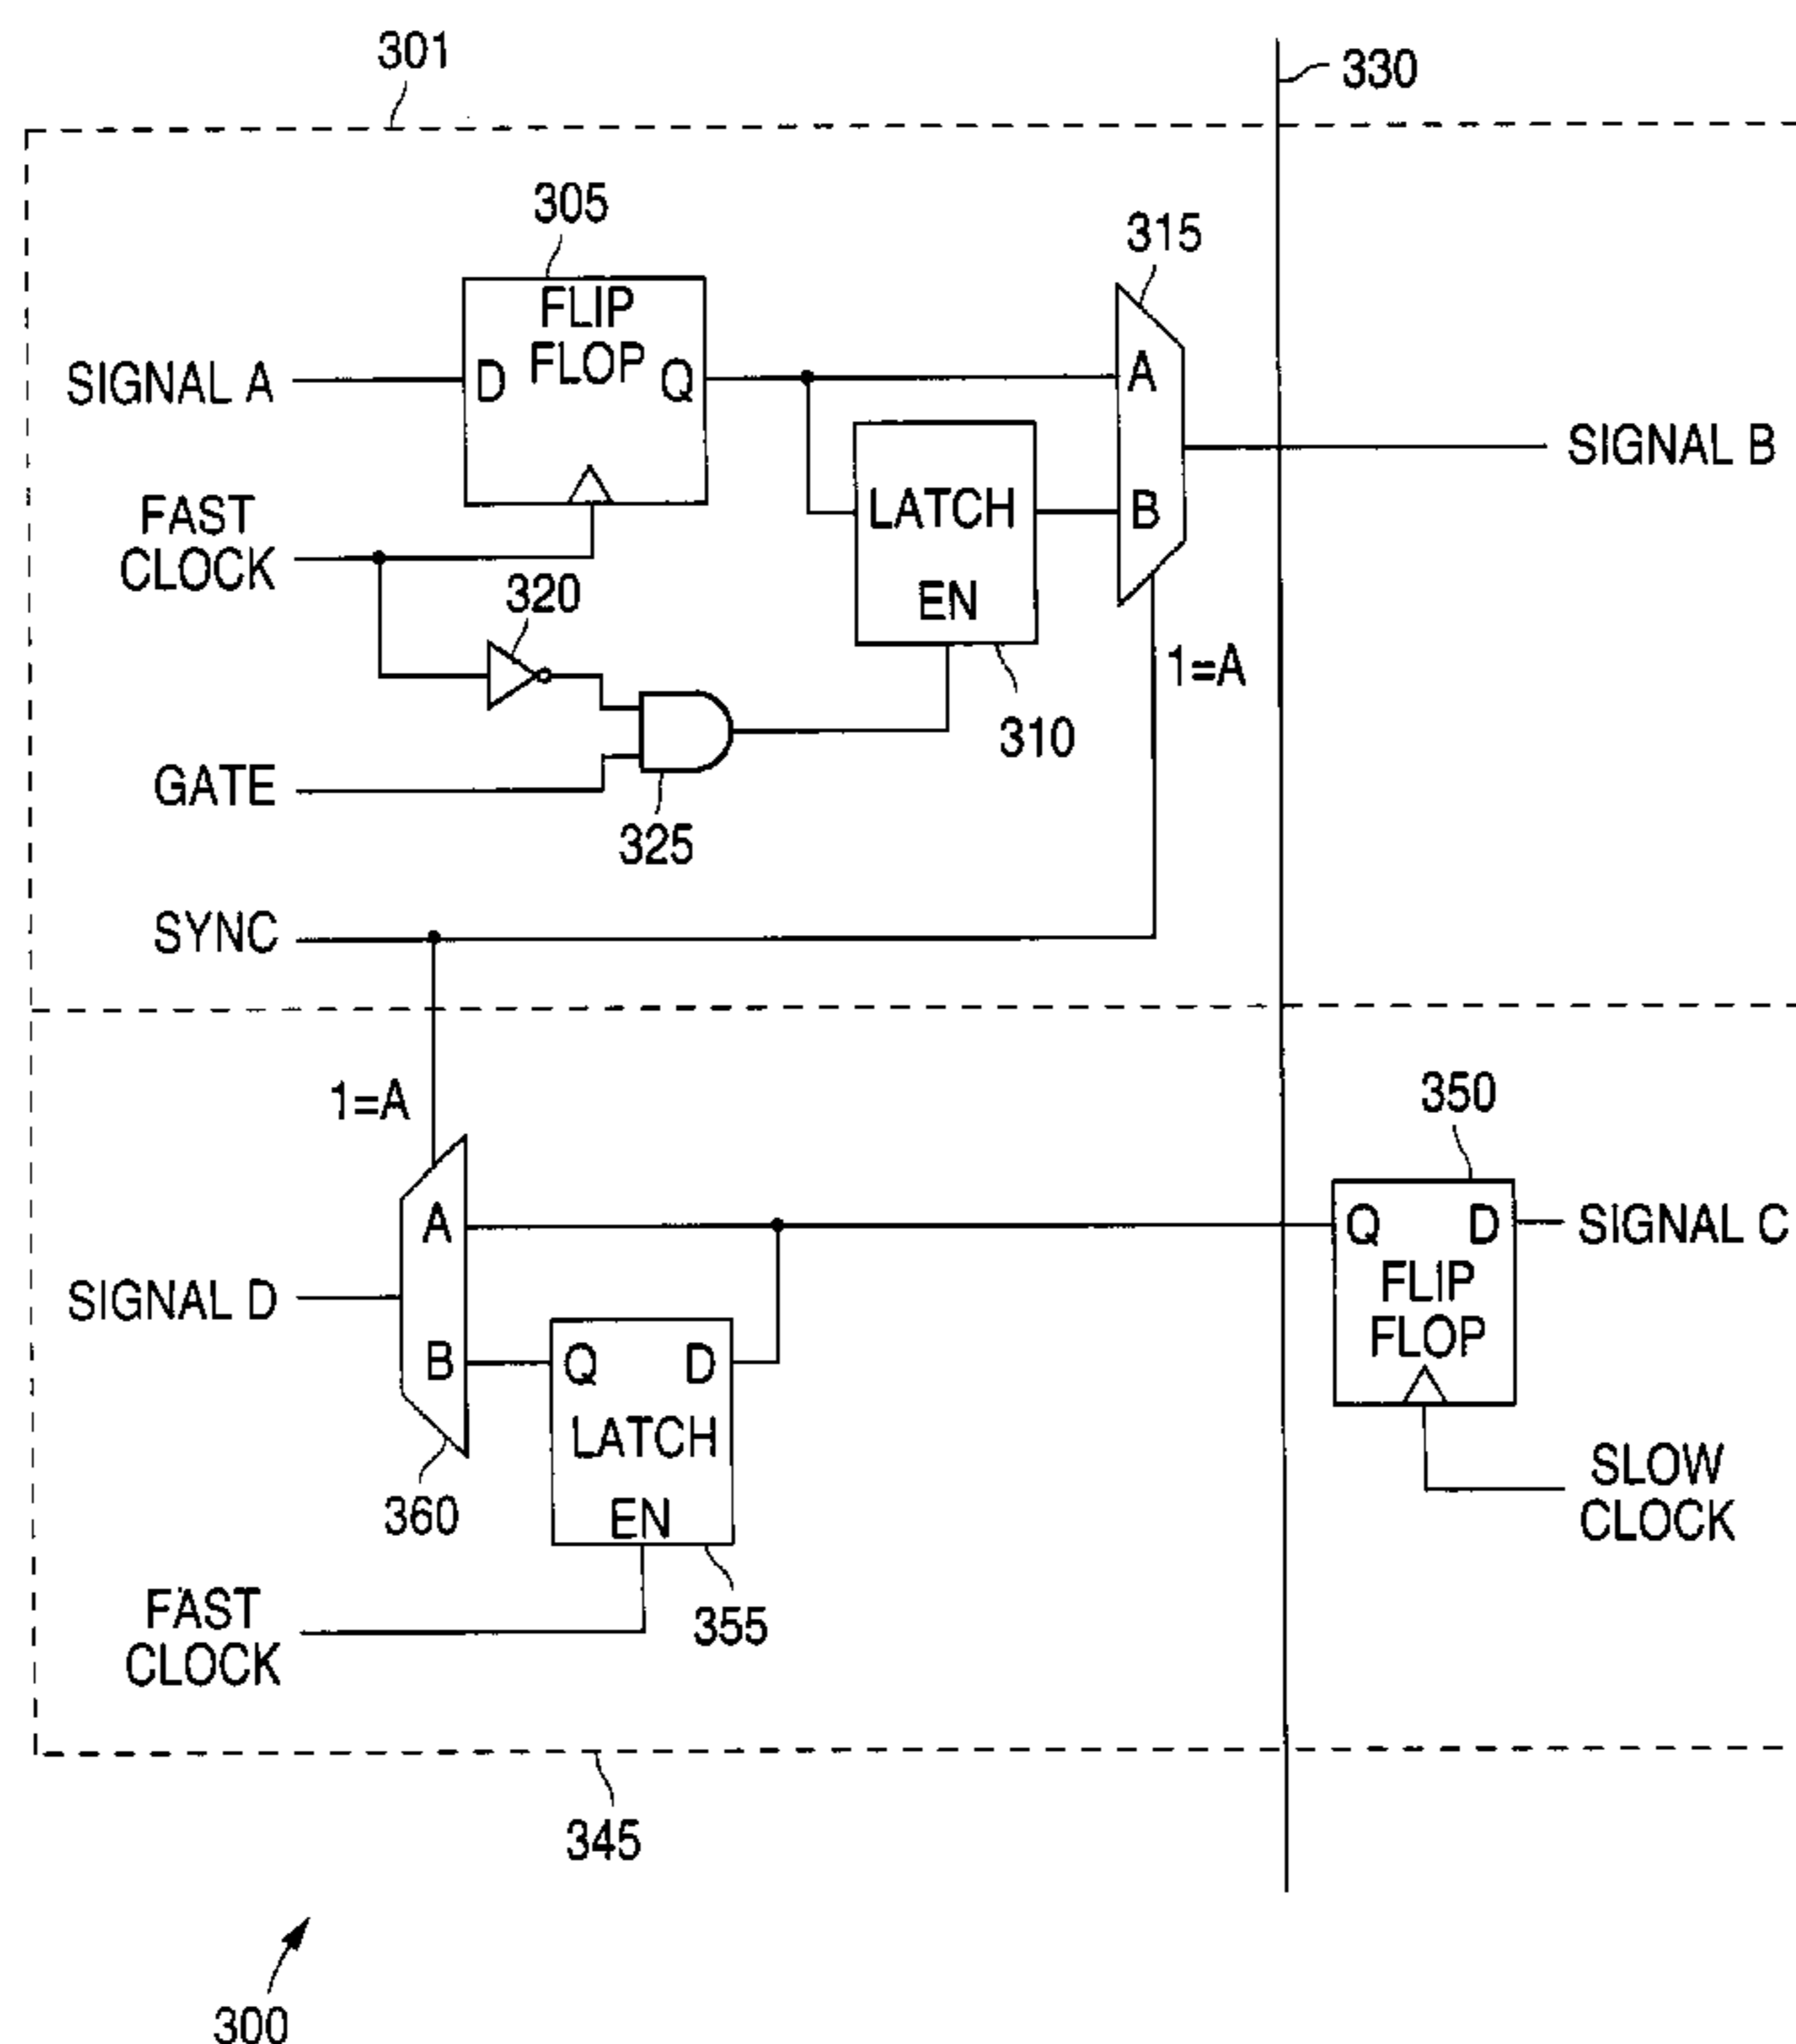 301
330
305
315
FLIP
FLOP
SIGNAL A
D
Q
A
SIGNAL B
FAST
CLOCK
LATCH
B
EN
320
1=A
310
GATE
325
SYNC
1=A
350
A
Q
D
SIGNAL C
FLIP
FLOP
SIGNAL D
B
Q
D
LATCH
EN
SLOW
CLOCK
360
FAST
CLOCK
355
345
300